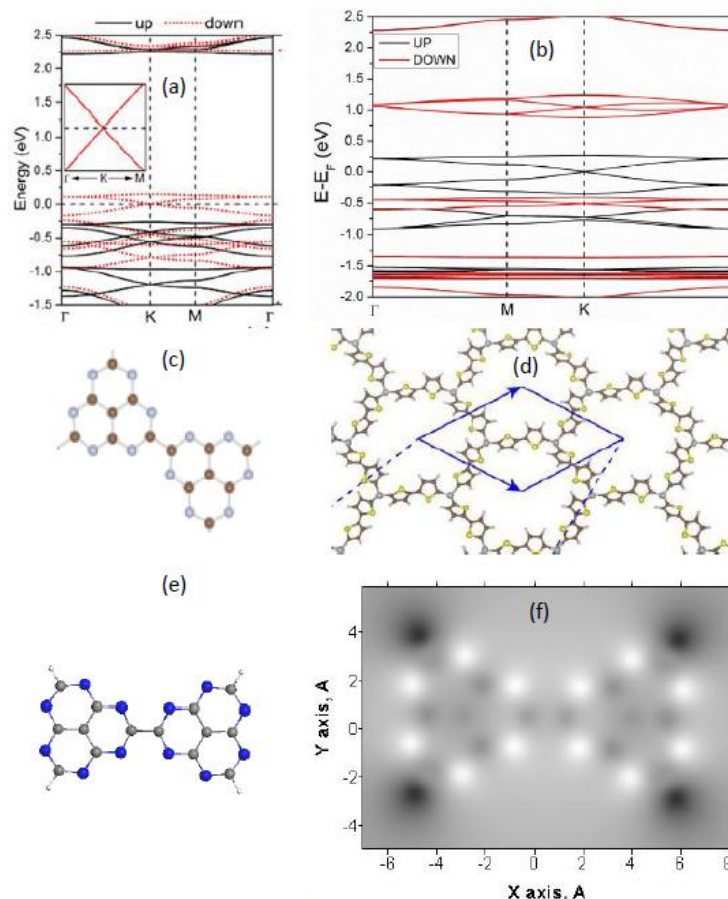 up down
(a)
2.5
2.0
1.5
1.0
0.5
0.0
-0.5
-1.0
-1.5
Energy (eV)
Γ K M
Γ K M Γ
(b)
UP
DOWN
2.5
2.0
1.5
1.0
0.5
0.0
-0.5
-1.0
-1.5
-2.0
E-E_F (eV)
Γ M K
(c)
(d)
(e)
(f)
4
2
0
-2
-4
Y axis, A
-6 -4 -2 0 2 4 6 8
X axis, A